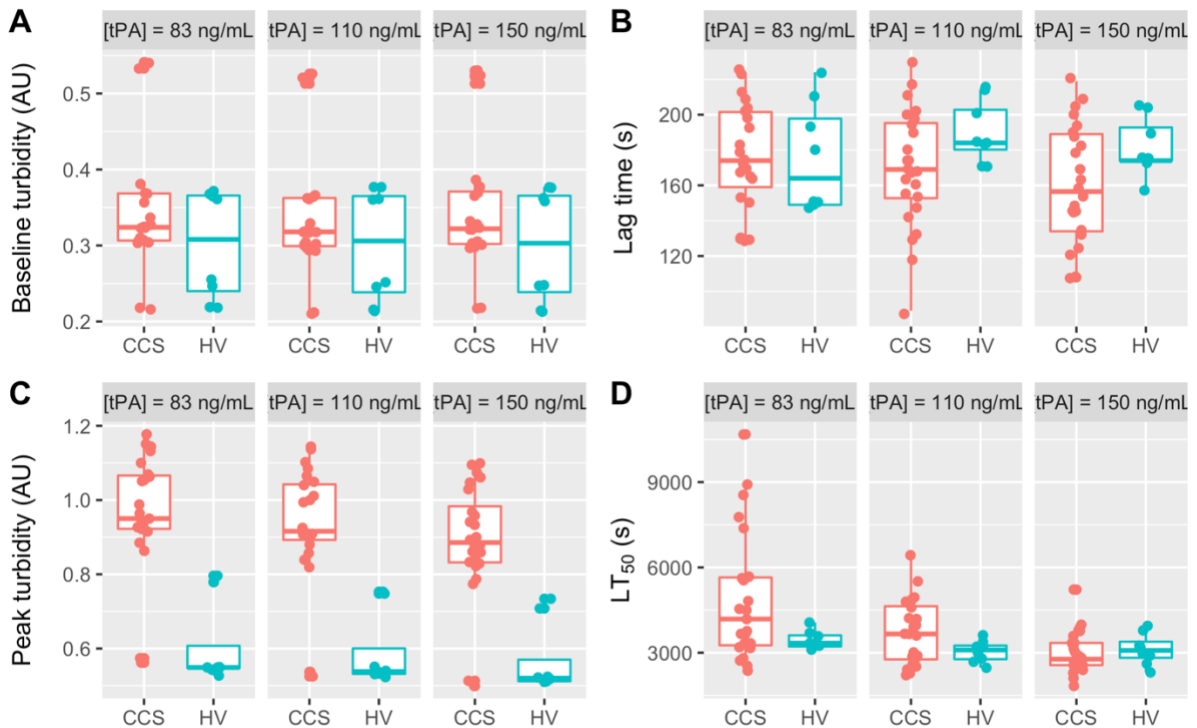 A
[tPA] = 83 ng/mL
tPA] = 110 ng/mL
tPA] = 150 ng/mL
Baseline turbidity (AU)
0.5
0.4
0.3
0.2
CCS HV CCS HV CCS HV
B
[tPA] = 83 ng/mL
tPA] = 110 ng/mL
tPA] = 150 ng/mL
Lag time (s)
200
160
120
CCS HV CCS HV CCS HV
C
[tPA] = 83 ng/mL
tPA] = 110 ng/mL
tPA] = 150 ng/mL
Peak turbidity (AU)
1.2
1.0
0.8
0.6
CCS HV CCS HV CCS HV
D
[tPA] = 83 ng/mL
tPA] = 110 ng/mL
tPA] = 150 ng/mL
LT₅₀ (s)
9000
6000
3000
CCS HV CCS HV CCS HV